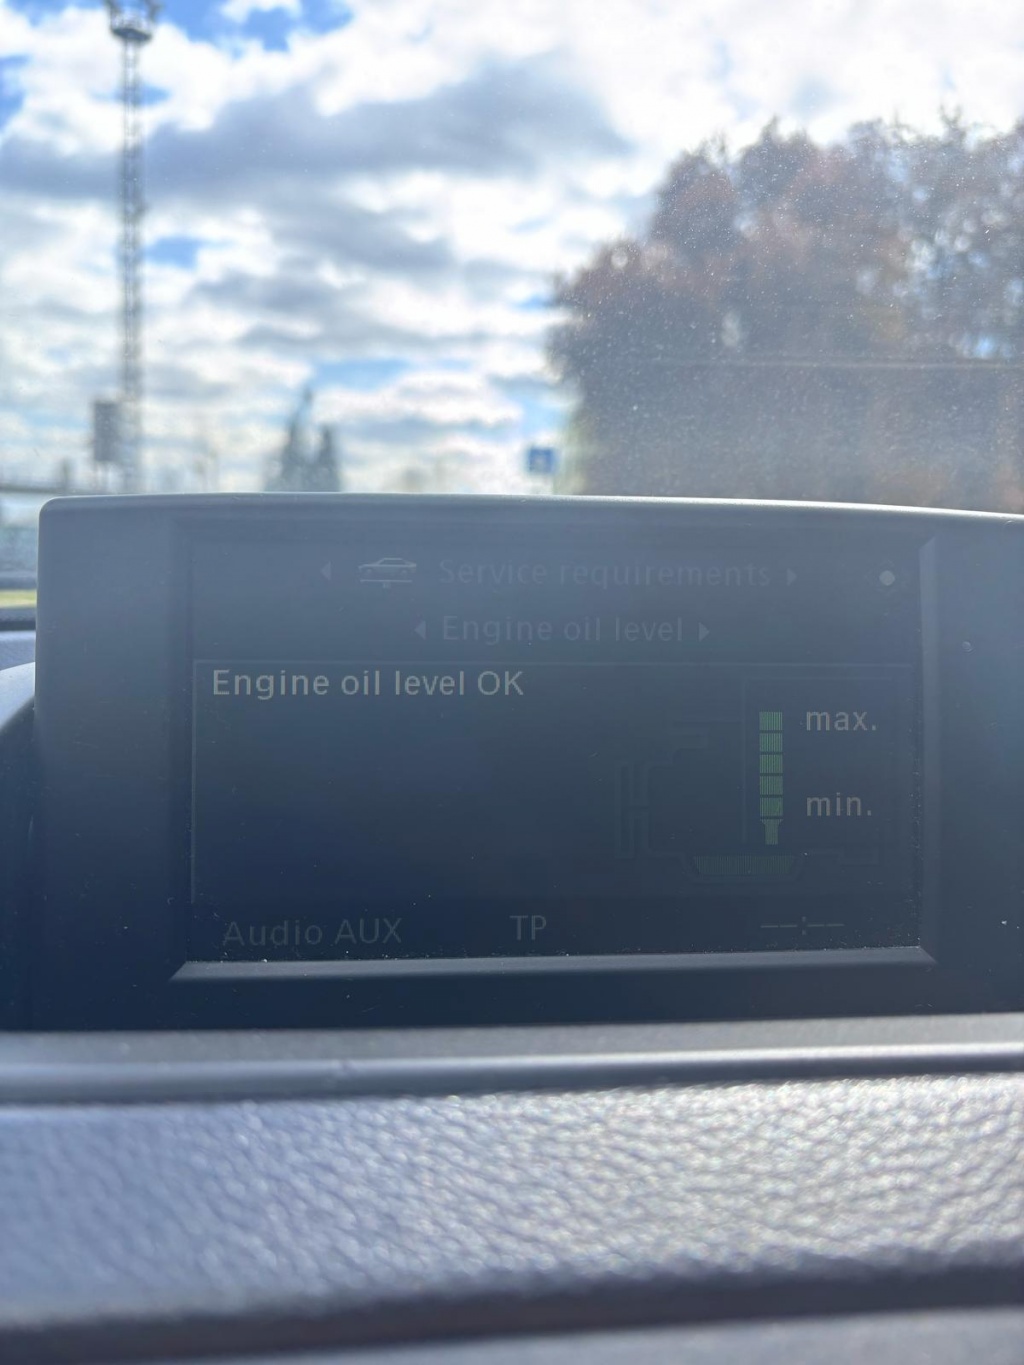 Service requirements
Engine oil level
Engine oil level OK
max.
min.
Audio AUX TP --:--